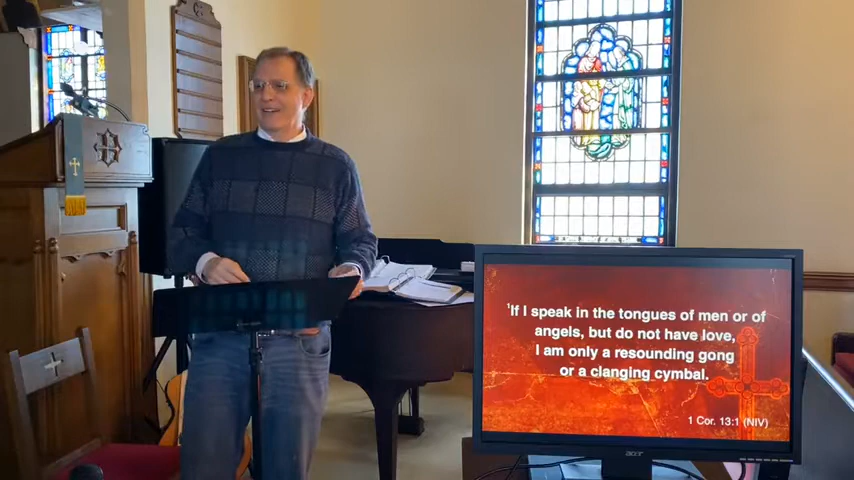 ¹If I speak in the tongues of men or of
angels, but do not have love,
I am only a resounding gong
or a clanging cymbal.
1 Cor. 13:1 (NIV)
acer